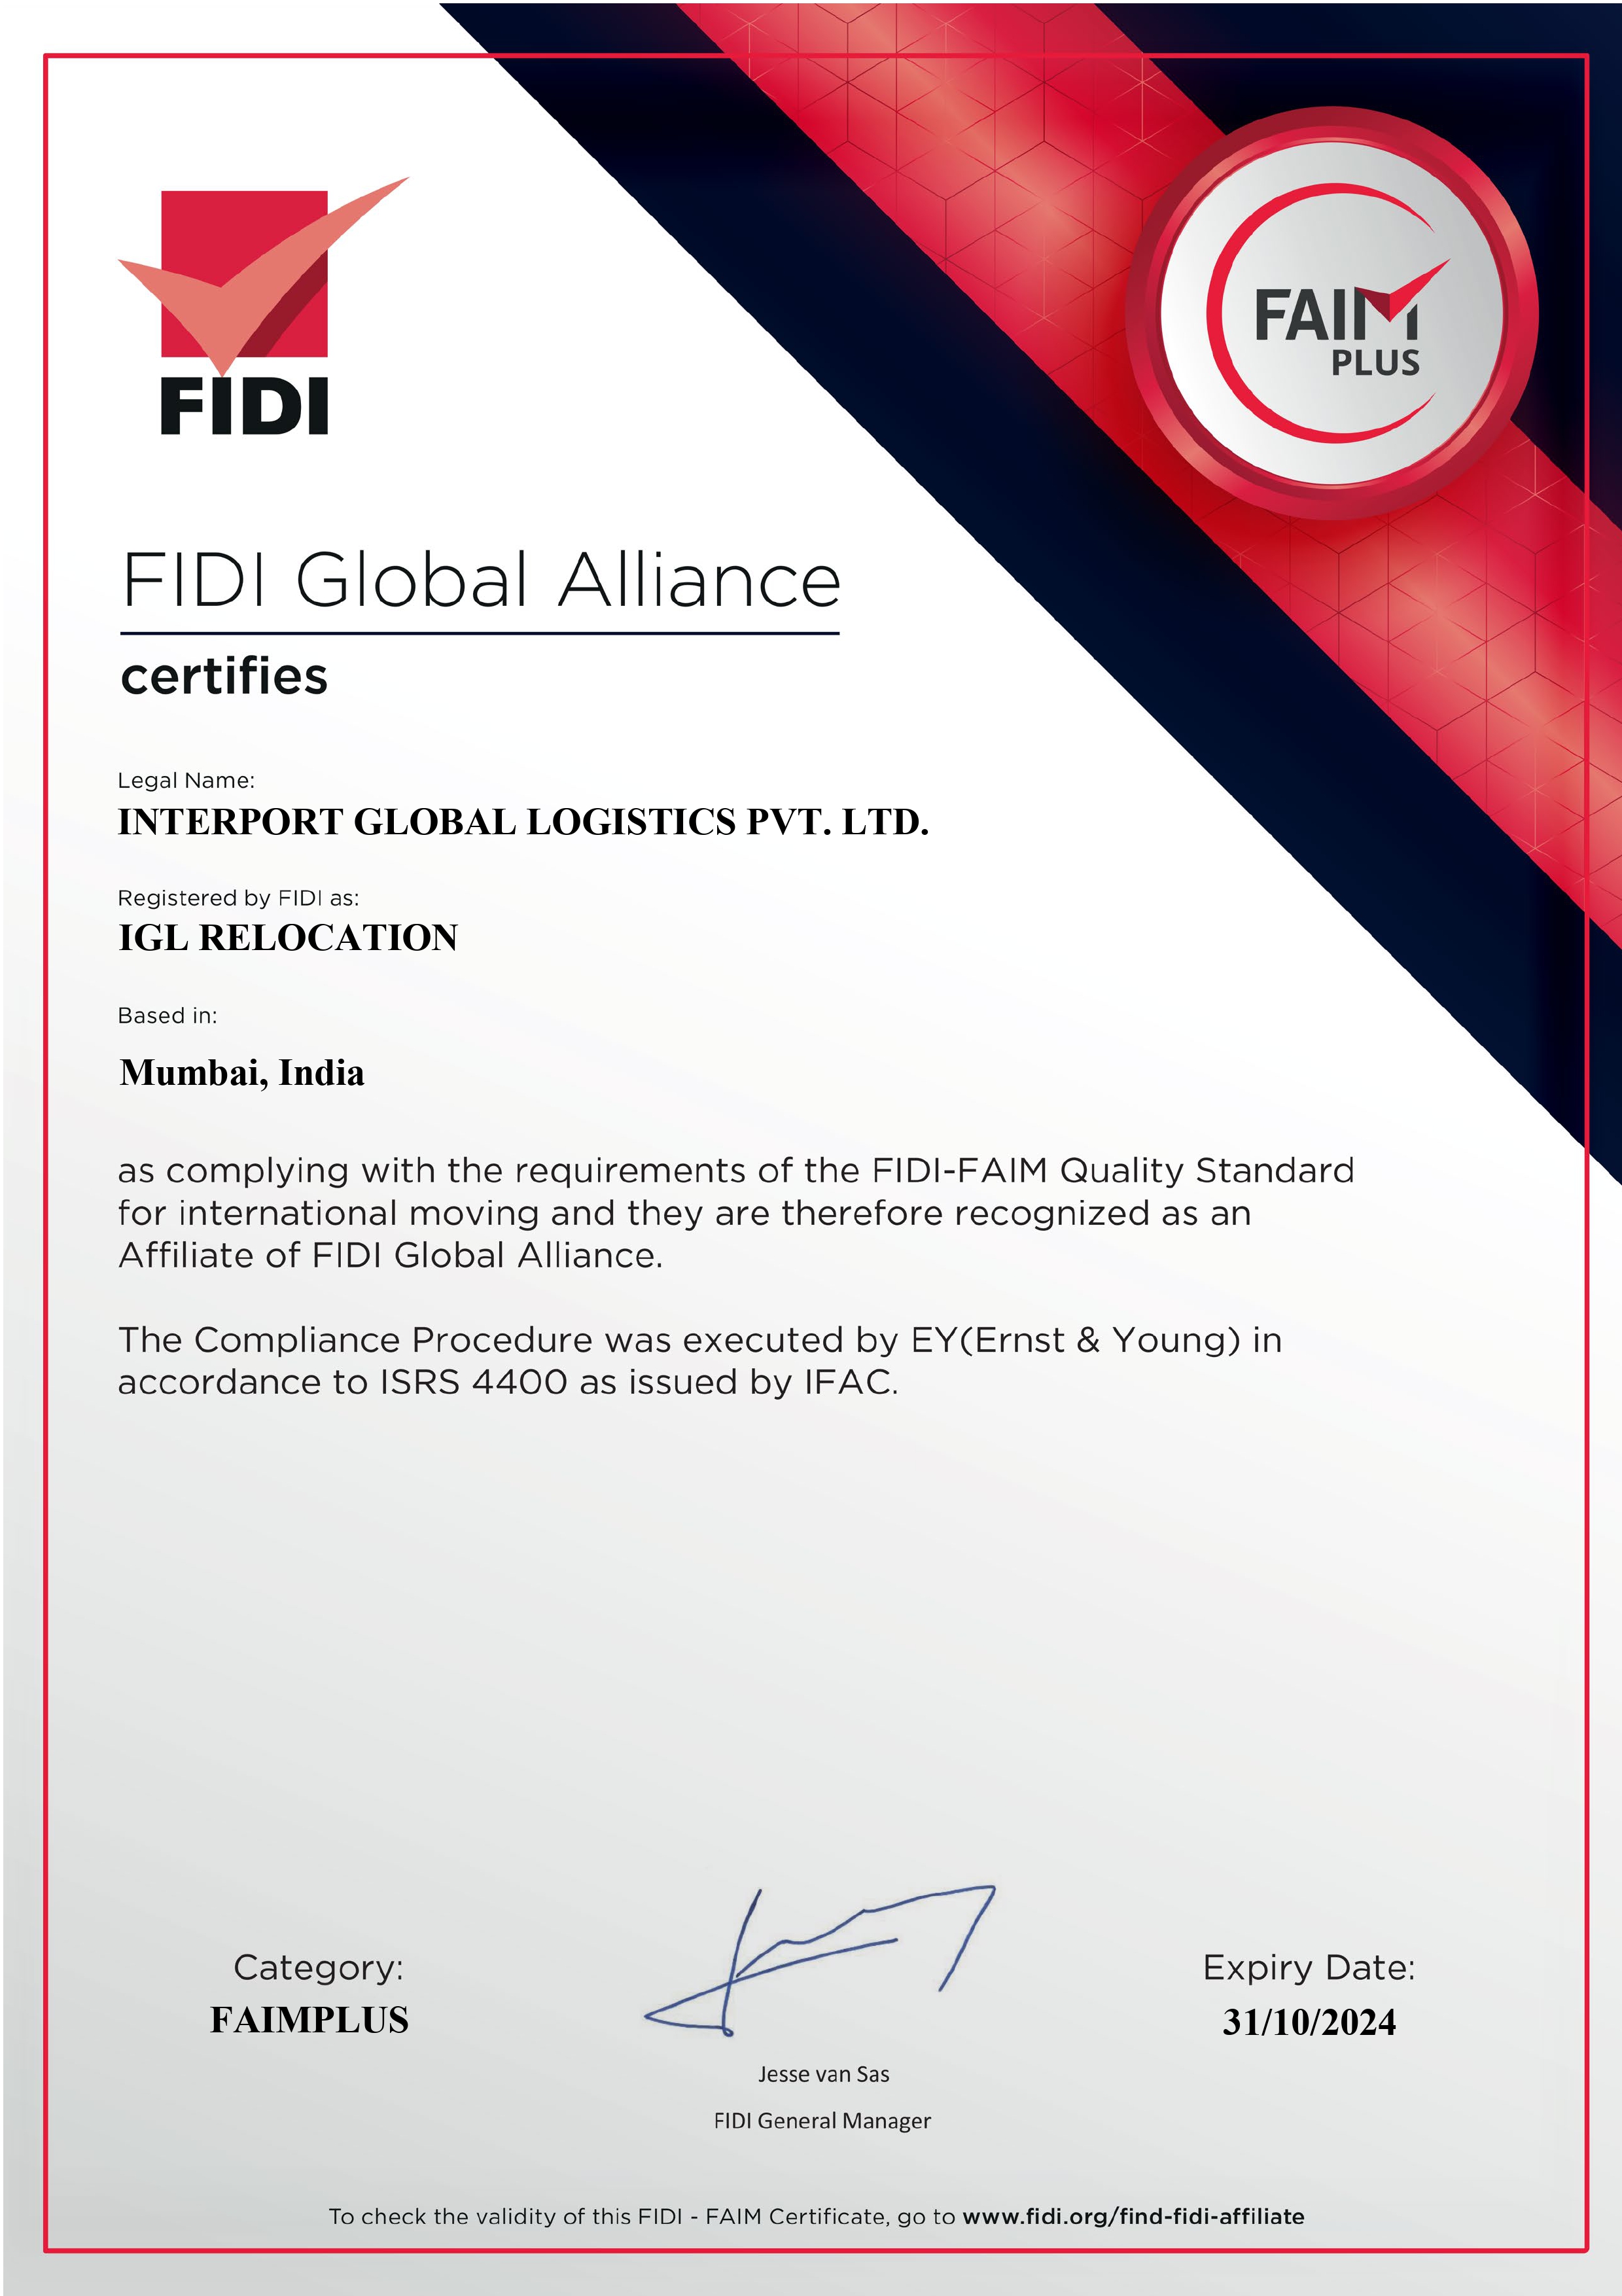 FIDI
FAIM
PLUS
FIDI Global Alliance
certifies
Legal Name:
INTERPORT GLOBAL LOGISTICS PVT. LTD.
Registered by FIDI as:
IGL RELOCATION
Based in:
Mumbai, India
as complying with the requirements of the FIDI-FAIM Quality Standard
for international moving and they are therefore recognized as an
Affiliate of FIDI Global Alliance.
The Compliance Procedure was executed by EY(Ernst & Young) in
accordance to ISRS 4400 as issued by IFAC.
Category:
FAIMPLUS
Jesse van Sas
FIDI General Manager
Expiry Date:
31/10/2024
To check the validity of this FIDI - FAIM Certificate, go to www.fidi.org/find-fidi-affiliate